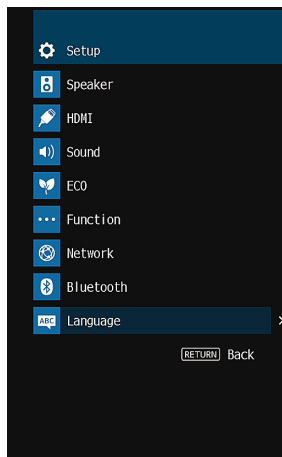 Setup
Speaker
HDMI
Sound
ECO
Function
Network
Bluetooth
ABC Language
RETURN Back